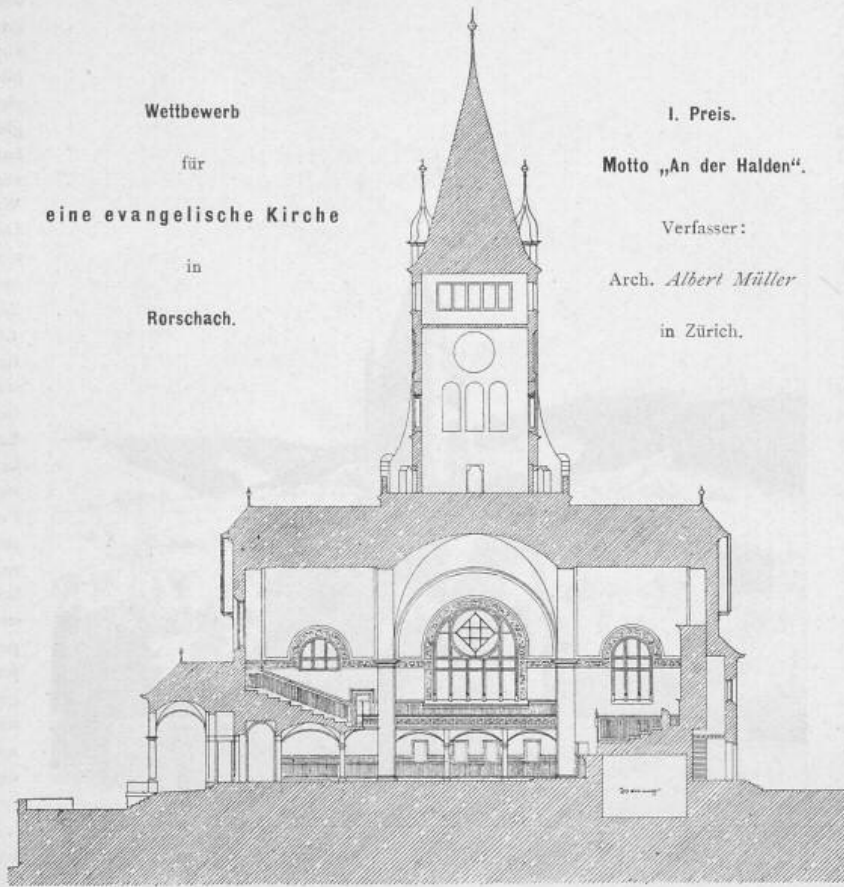 Wettbewerb
für
eine evangelische Kirche
in
Rorschach.
I. Preis.
Motto „An der Halden“.
Verfasser:
Arch. Albert Müller
in Zürich.